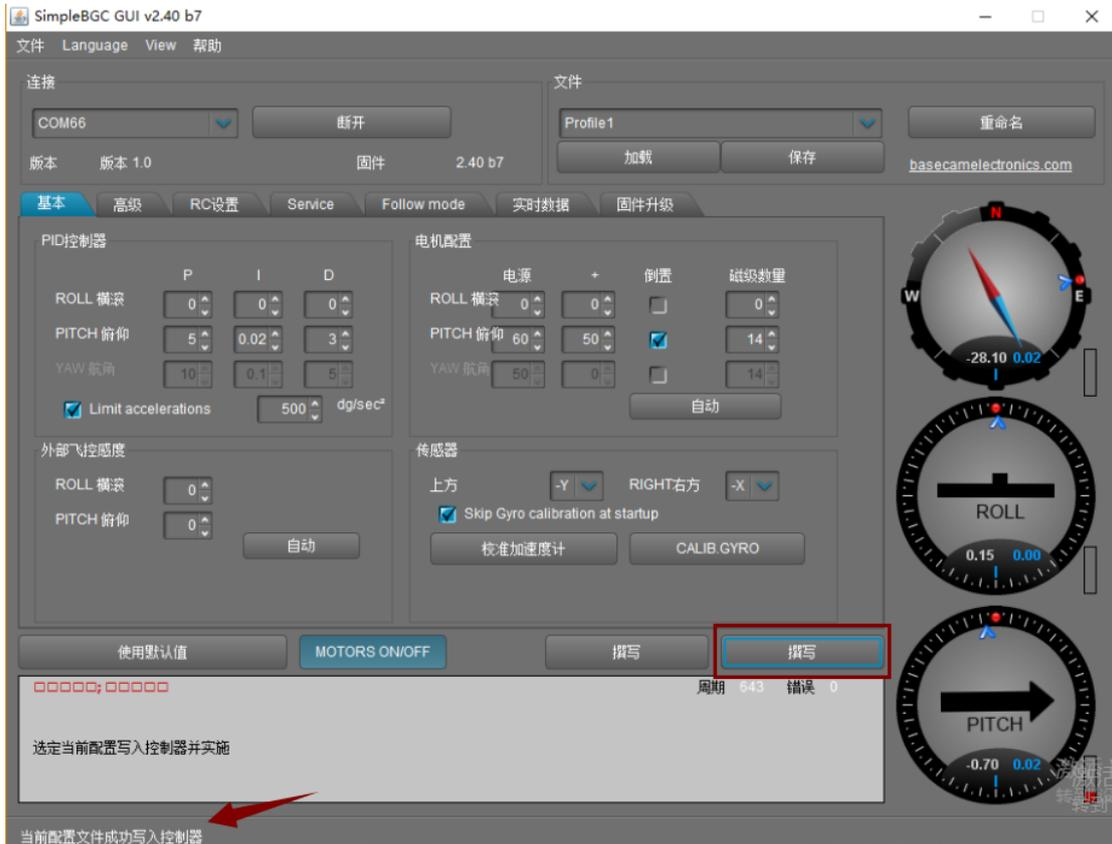 SimpleBGC GUI v2.40 b7
文件 Language View 帮助
连接
COM66 断开
版本 版本 1.0 固件 2.40 b7
文件
Profile1 重命名
加载 保存 basecamelectronics.com
基本 高级 RC设置 Service Follow mode 实时数据 固件升级
PID控制器
P I D
ROLL 橫滚 0 0 0
PITCH 俯仰 5 0.02 3
YAW 航角 10 0.1 5
Limit accelerations 500 dg/sec²
电机配置
电源 + 倒置 磁级数量
ROLL 橫滚 0 0 0
PITCH 俯仰 60 50 14
YAW 航角 50 0 14
自动
外部飞控感度
ROLL 橫滚 0
PITCH 俯仰 0
自动
传感器
上方 -Y RIGHT右方 -X
Skip Gyro calibration at startup
校准加速度计 CALIB.GYRO
使用默认值 MOTORS ON/OFF 撰写 撰写
周期 643 错误 0
选定当前配置写入控制器并实施
当前配置文件成功写入控制器
N
W E
-28.10 0.02
ROLL
0.15 0.00
PITCH
-0.70 0.02